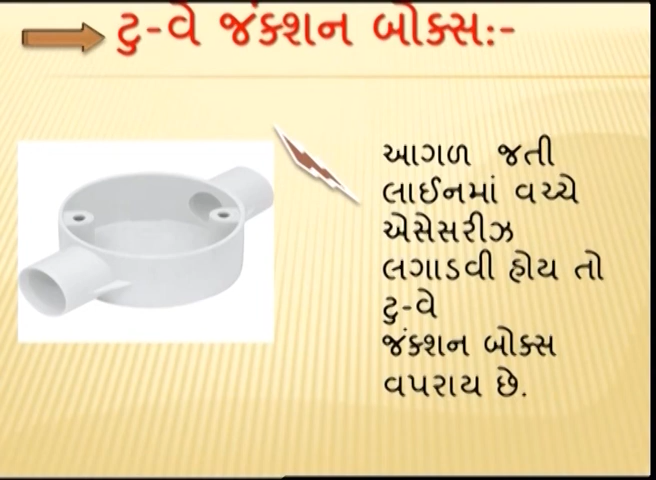 ટુ-વે જંક્શન બોક્સ:-
આગળ જતી
લાઈનમાં વચ્ચે
એસેસરીઝ
લગાડવી હોય તો
ટુ-વે
જંક્શન બોક્સ
વપરાય છે.